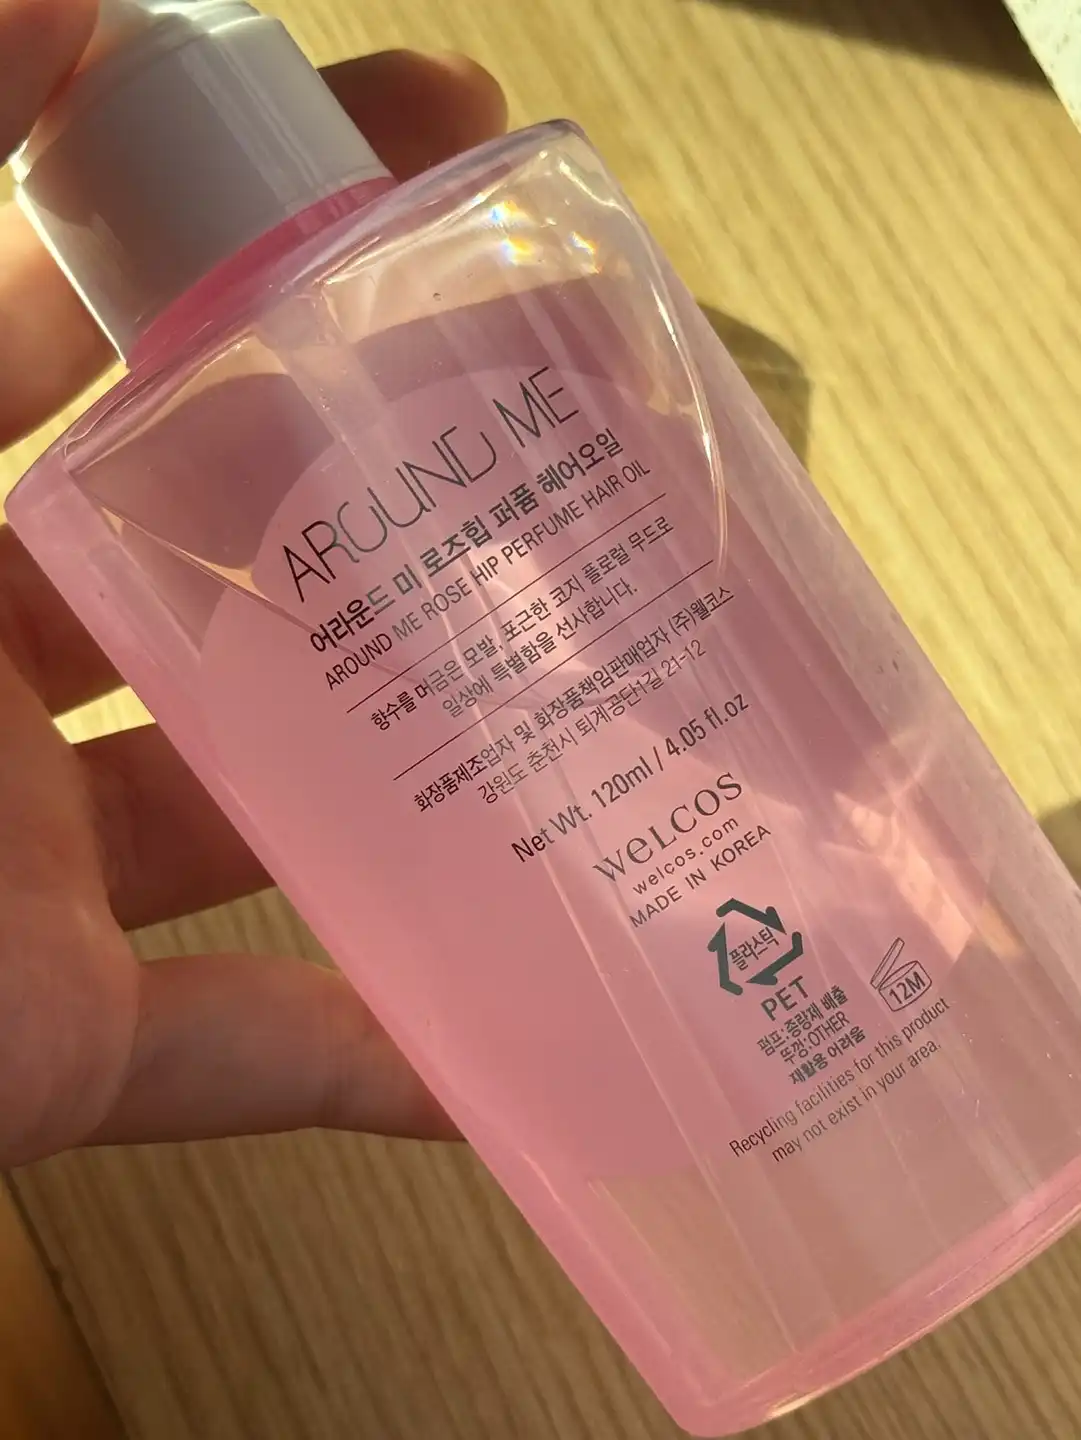 AROUND ME
어라운드 미 로즈힙 퍼퓸 헤어오일
AROUND ME ROSE HIP PERFUME HAIR OIL
향수를 머금은 모발, 포근한 코지 플로럴 무드로
일상에 특별함을 선사합니다.
화장품제조업자 및 화장품책임판매업자 (주)웰코스
강원도 춘천시 퇴계공단1길 21-12
Net Wt. 120ml / 4.05 fl.oz
weLCOS
welcos.com
MADE IN KOREA
플라스틱
PET
펌프:종량제 배출
뚜껑:OTHER
재활용 어려움
12M
Recycling facilities for this product
may not exist in your area.